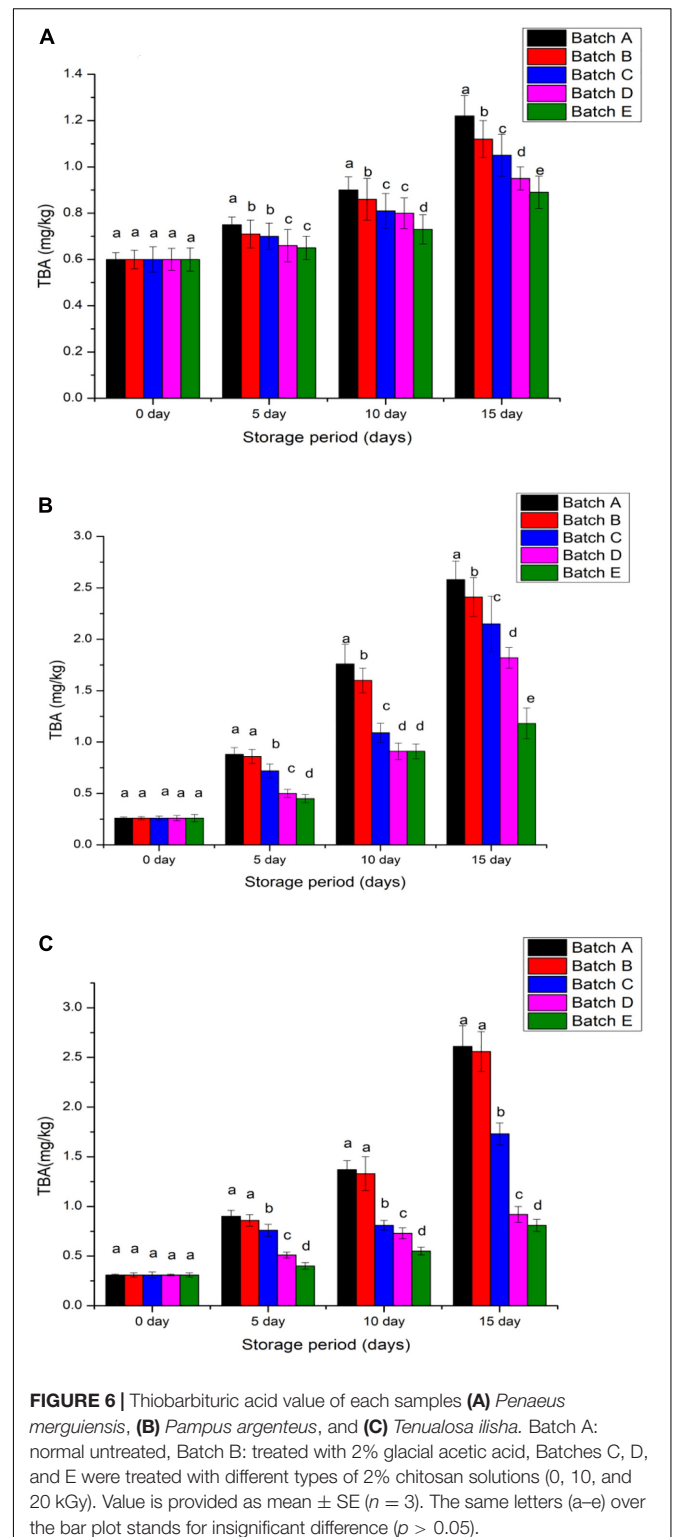 A
Batch A
Batch B
Batch C
Batch D
Batch E
1.4
1.2
1.0
0.8
0.6
0.4
0.2
0.0
TBA (mg/kg)
a a a a a
a b b c c
a b c c d
a b c d e
0 day 5 day 10 day 15 day
Storage period (days)
B
Batch A
Batch B
Batch C
Batch D
Batch E
3.0
2.5
2.0
1.5
1.0
0.5
0.0
TBA (mg/kg)
a a a a a
a a b c d
a b c d d
a b c d e
0 day 5 day 10 day 15 day
Storage period (days)
C
Batch A
Batch B
Batch C
Batch D
Batch E
3.0
2.5
2.0
1.5
1.0
0.5
0.0
TBA(mg/kg)
a a a a a
a a b c d
a a b c d
a a b c d
0 day 5 day 10 day 15 day
Storage period (days)
FIGURE 6 | Thiobarbituric acid value of each samples (A) Penaeus
merguiensis, (B) Pampus argenteus, and (C) Tenualosa ilisha. Batch A:
normal untreated, Batch B: treated with 2% glacial acetic acid, Batches C, D,
and E were treated with different types of 2% chitosan solutions (0, 10, and
20 kGy). Value is provided as mean ± SE (n = 3). The same letters (a–e) over
the bar plot stands for insignificant difference (p > 0.05).